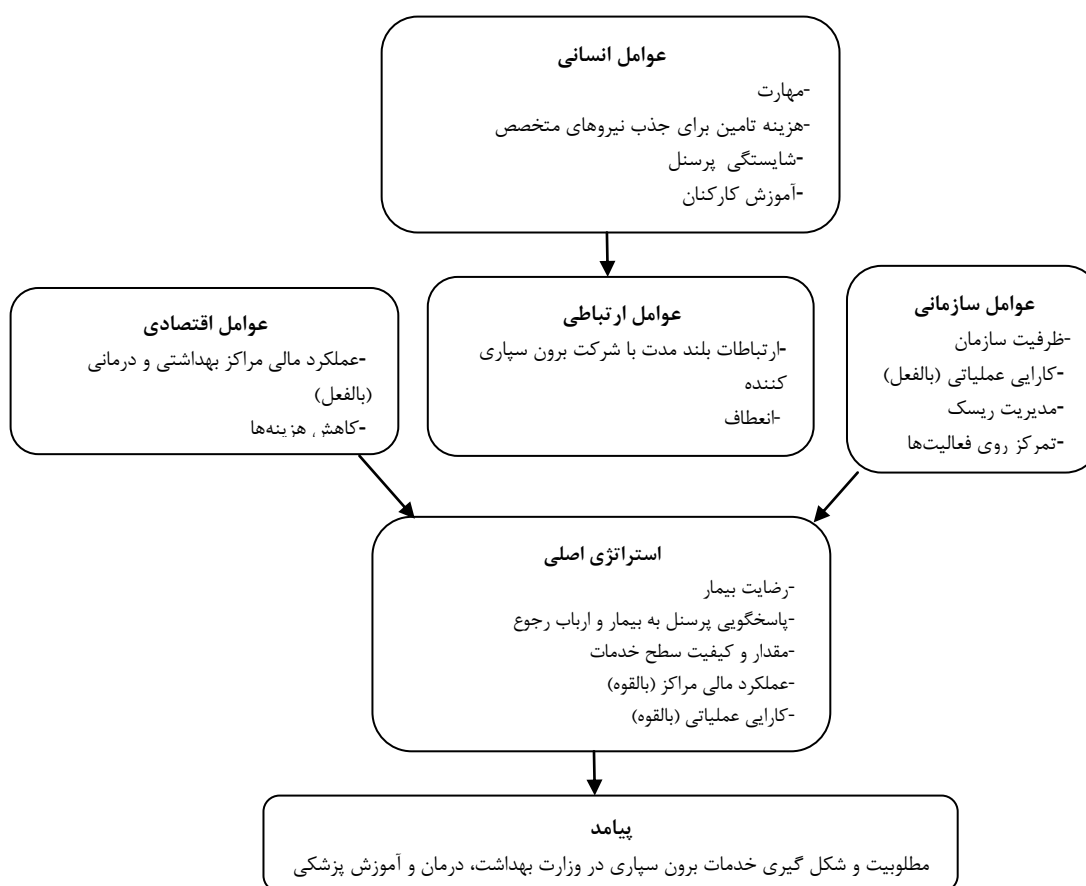 عوامل انسانی
-مهارت
-هزینه تامین برای جذب نیروهای متخصص
-شایستگی پرسنل
-آموزش کارکنان
عوامل سازمانی
-ظرفیت سازمان
-کارایی عملیاتی (بالفعل)
-مدیریت ریسک
-تمرکز روی فعالیت‌ها
عوامل ارتباطی
-ارتباطات بلند مدت با شرکت برون سپاری
کننده
-انعطاف
عوامل اقتصادی
-عملکرد مالی مراکز بهداشتی و درمانی
(بالفعل)
-کاهش هزینه‌ها
استراتژی اصلی
-رضایت بیمار
-پاسخگویی پرسنل به بیمار و ارباب رجوع
-مقدار و کیفیت سطح خدمات
-عملکرد مالی مراکز (بالقوه)
-کارایی عملیاتی (بالقوه)
پیامد
مطلوبیت و شکل گیری خدمات برون سپاری در وزارت بهداشت، درمان و آموزش پزشکی